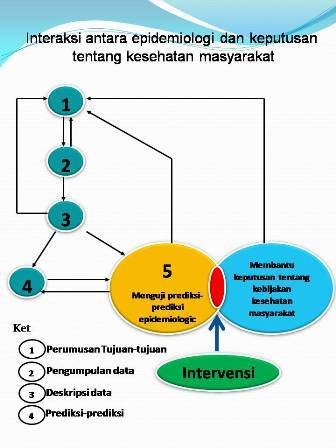 Interaksi antara epidemiologi dan keputusan
tentang kesehatan masyarakat
1
2
3
4
5
Menguji prediksi-
prediksi
epidemiologic
Membantu
keputusan tentang
kebijakan
kesehatan
masyarakat
Intervensi
Ket
1 Perumusan Tujuan-tujuan
2 Pengumpulan data
3 Deskripsi data
4 Prediksi-prediksi